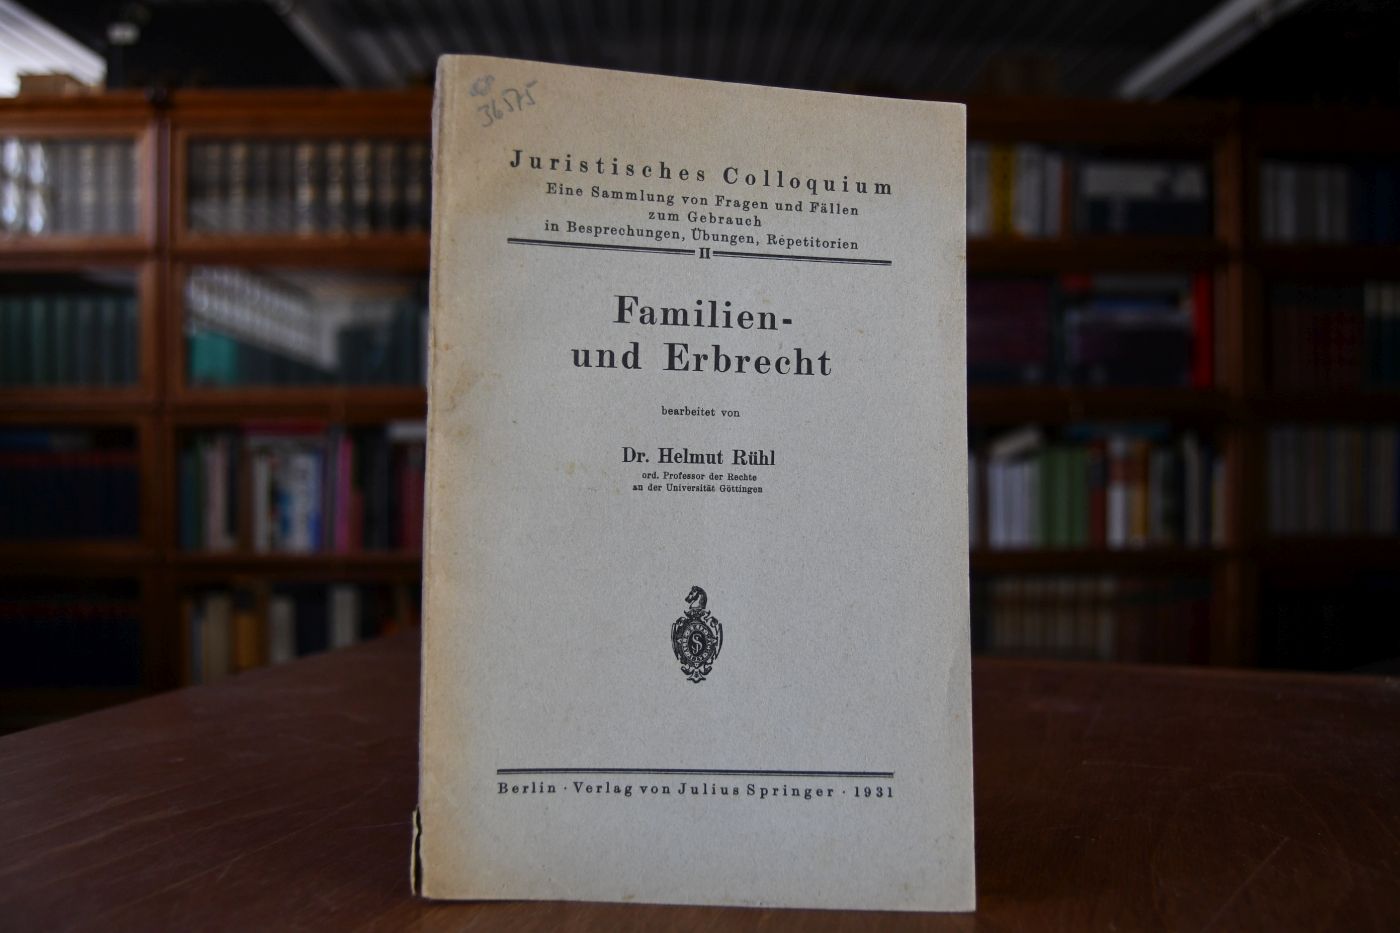 36575
Juristisches Colloquium
Eine Sammlung von Fragen und Fällen
zum Gebrauch
in Besprechungen, Übungen, Repetitorien
II
Familien-
und Erbrecht
bearbeitet von
Dr. Helmut Rühl
ord. Professor der Rechte
an der Universität Göttingen
Berlin · Verlag von Julius Springer · 1931